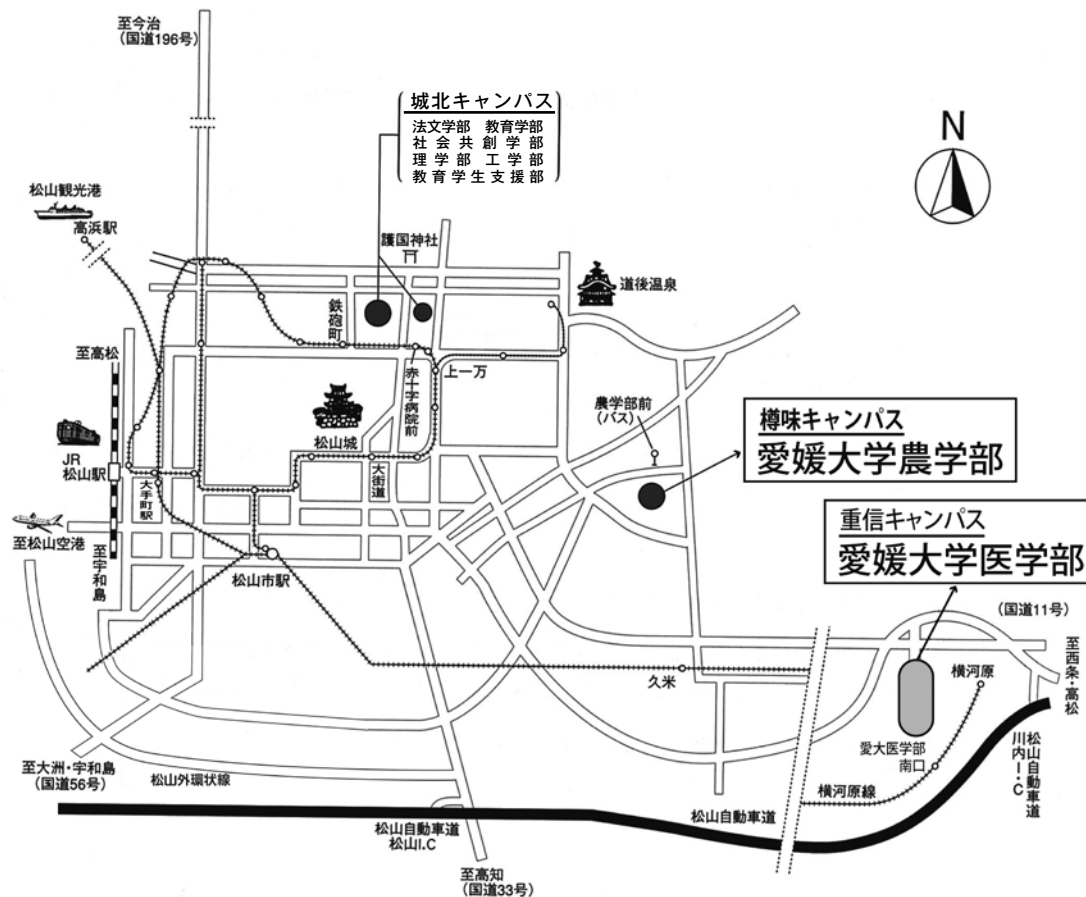 至今治
(国道196号)
城北キャンパス
法文学部 教育学部
社会共創学部
理学部 工学部
教育学生支援部
N
松山観光港
高浜駅
護国神社
道後温泉
鉄砲町
至高松
赤十字病院前
上一万
農学部前
(バス)
樽味キャンパス
愛媛大学農学部
松山城
JR
松山駅
大手町駅
大街道
重信キャンパス
愛媛大学医学部
至松山空港
至宇和島
松山市駅
(国道11号)
至西条・高松
久米
横河原
愛大医学部
南口
松山自動車道
川内I・C
至大洲・宇和島
(国道56号)
松山外環状線
横河原線
松山自動車道
松山自動車道
松山I.C
至高知
(国道33号)